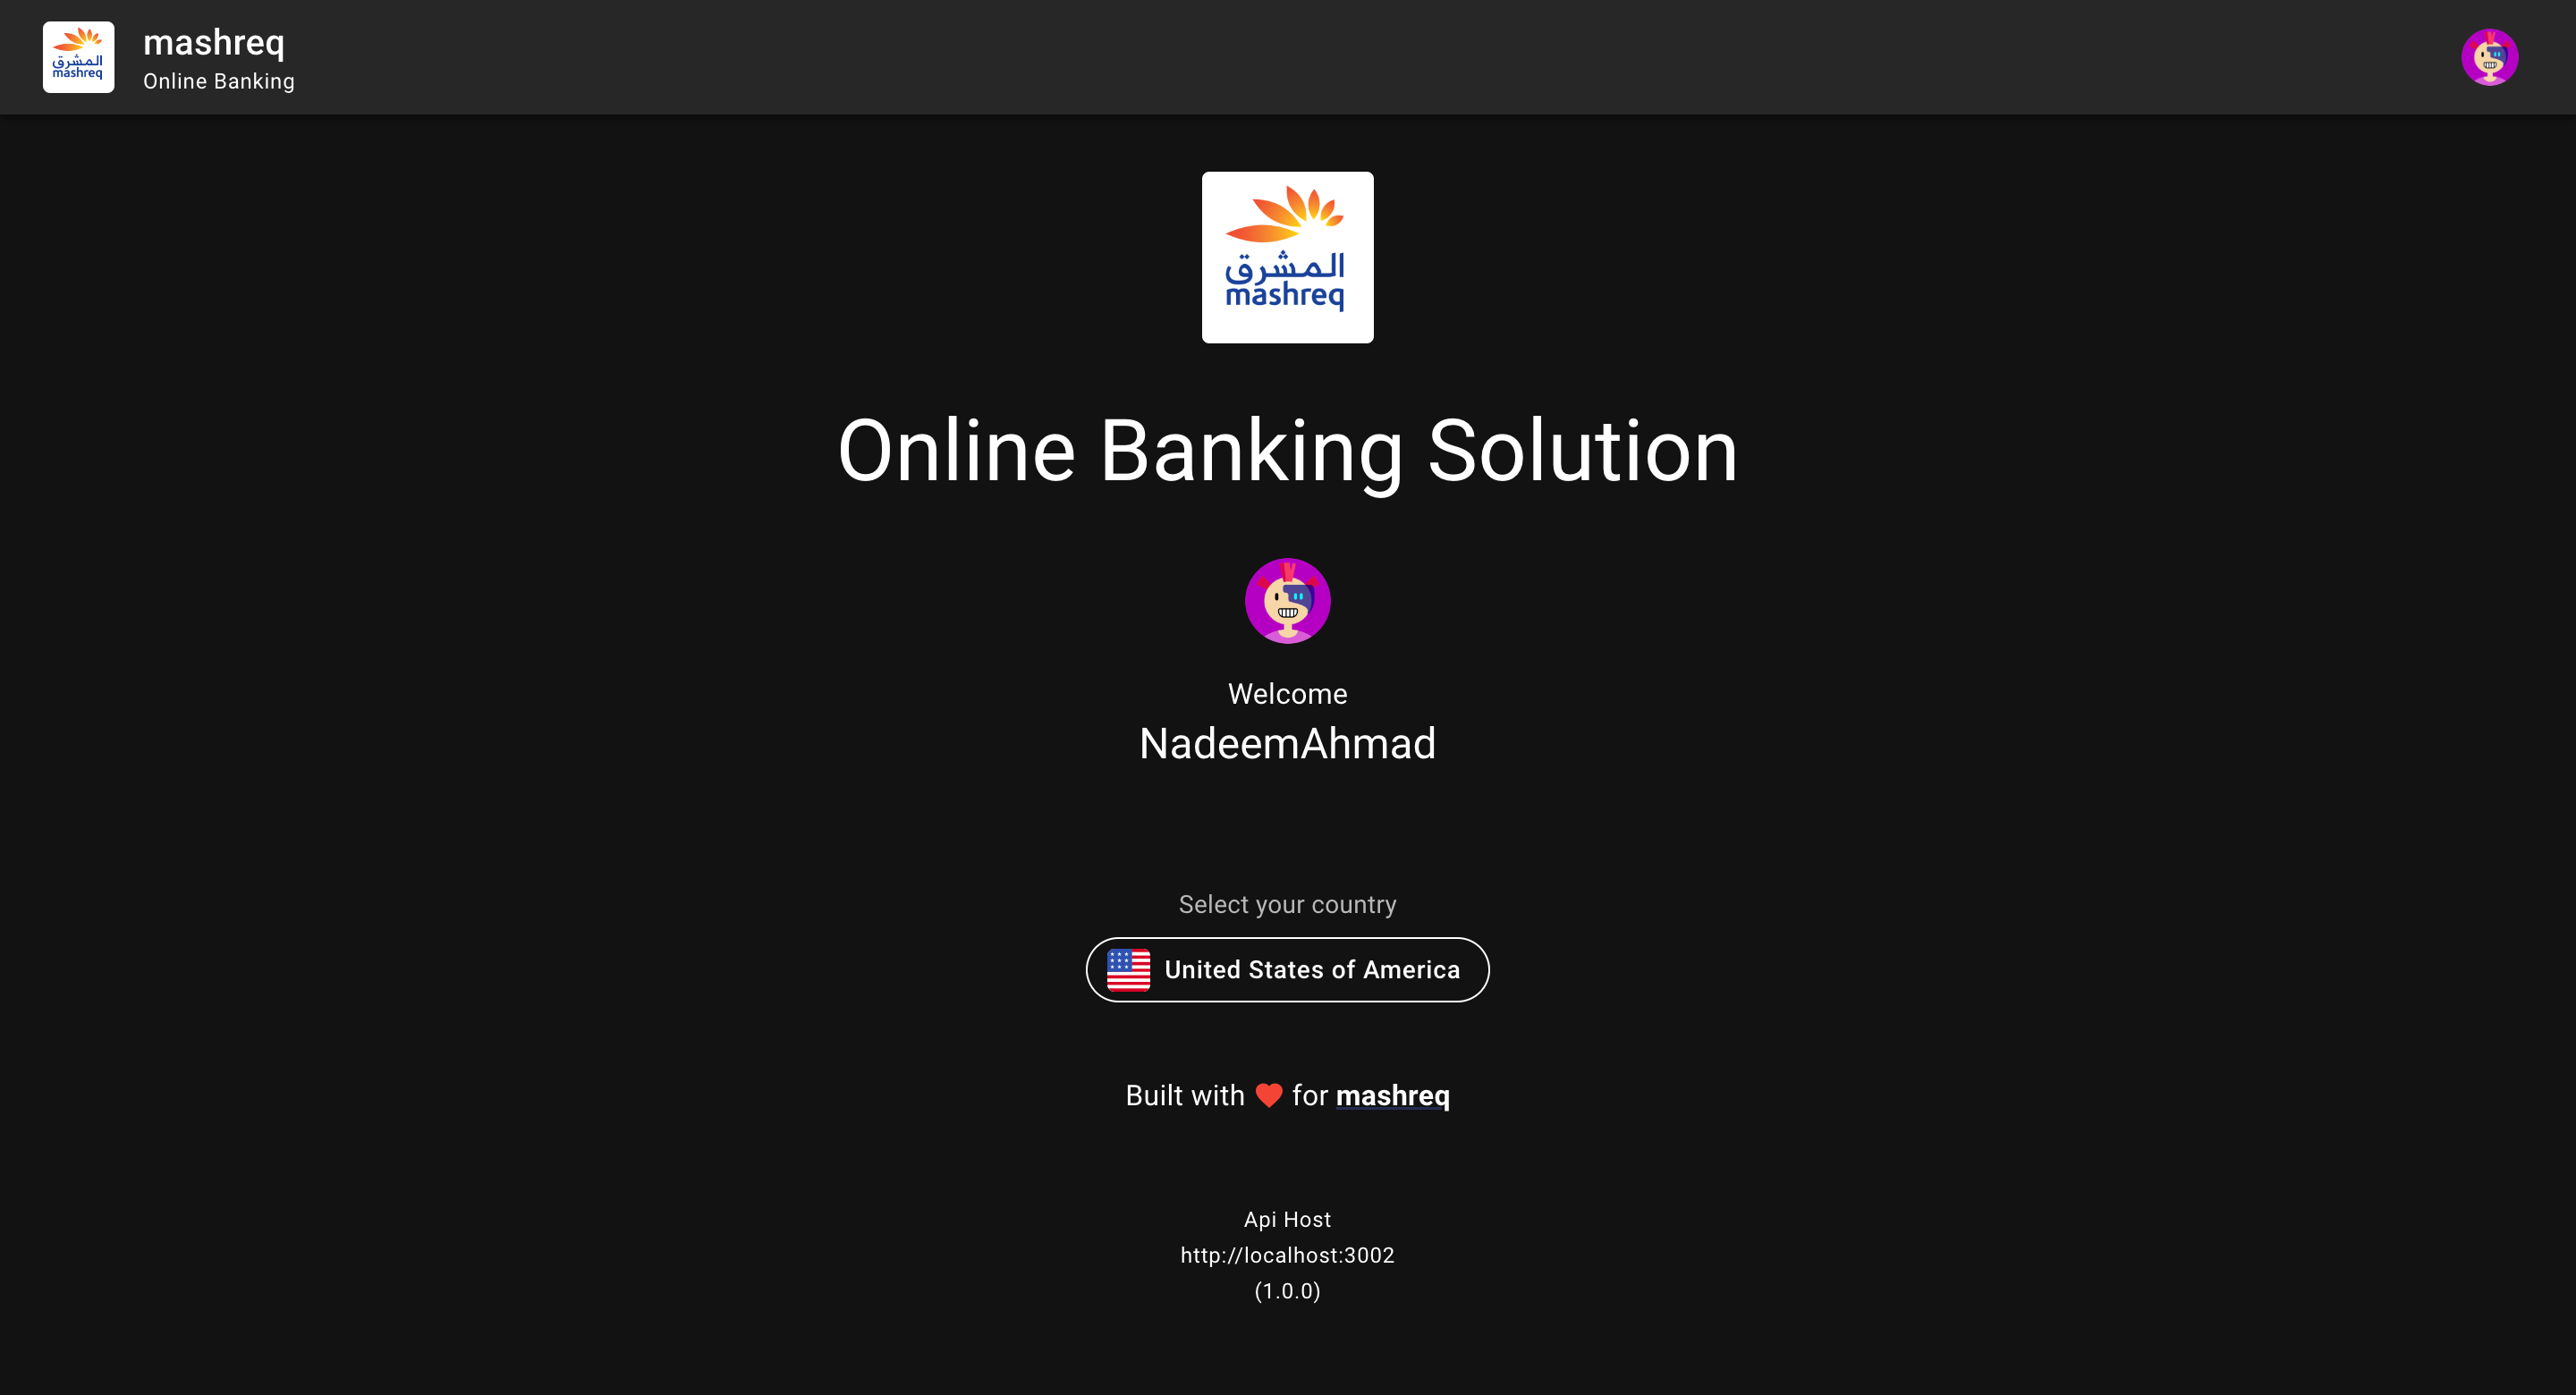 المشرق
mashreq
mashreq
Online Banking
المشرق
mashreq
Online Banking Solution
Welcome
NadeemAhmad
Select your country
United States of America
Built with ❤ for mashreq
Api Host
http://localhost:3002
(1.0.0)